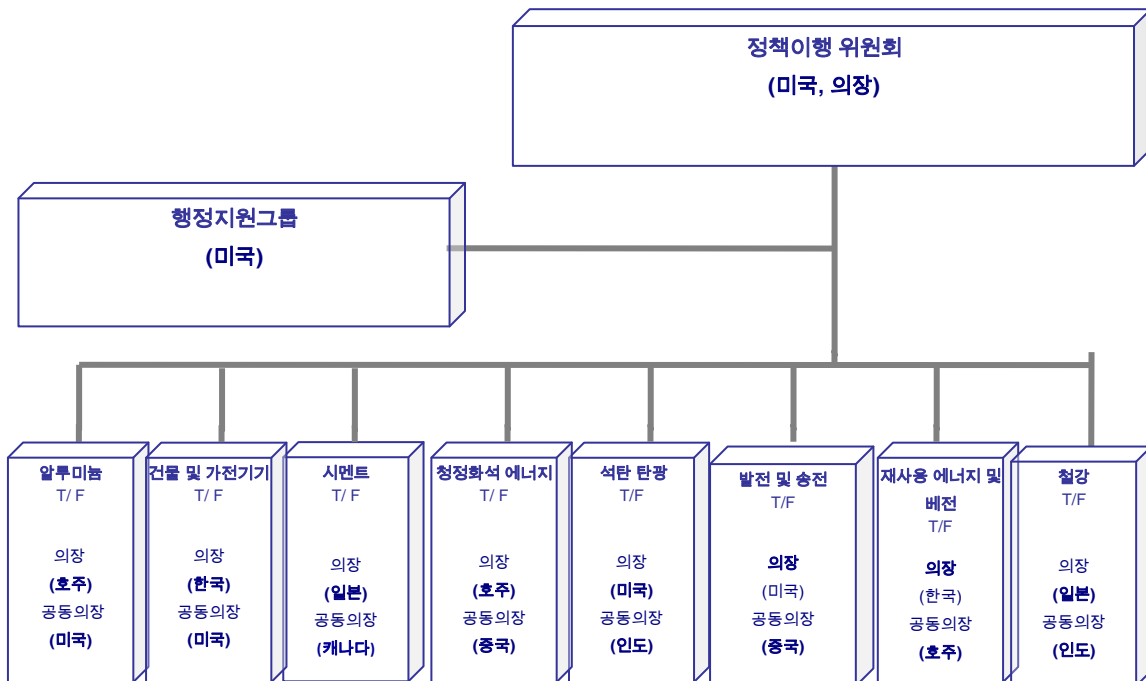 정책이행 위원회
(미국, 의장)
행정지원그룹
(미국)
알루미늄
T/ F
의장
(호주)
공동의장
(미국)
건물 및 가전기기
T/ F
의장
(한국)
공동의장
(미국)
시멘트
T/ F
의장
(일본)
공동의장
(캐나다)
청정화석 에너지
T/ F
의장
(호주)
공동의장
(중국)
석탄 탄광
T/F
의장
(미국)
공동의장
(인도)
발전 및 송전
T/F
의장
(미국)
공동의장
(중국)
재사용 에너지 및
베전
T/F
의장
(한국)
공동의장
(호주)
철강
T/F
의장
(일본)
공동의장
(인도)